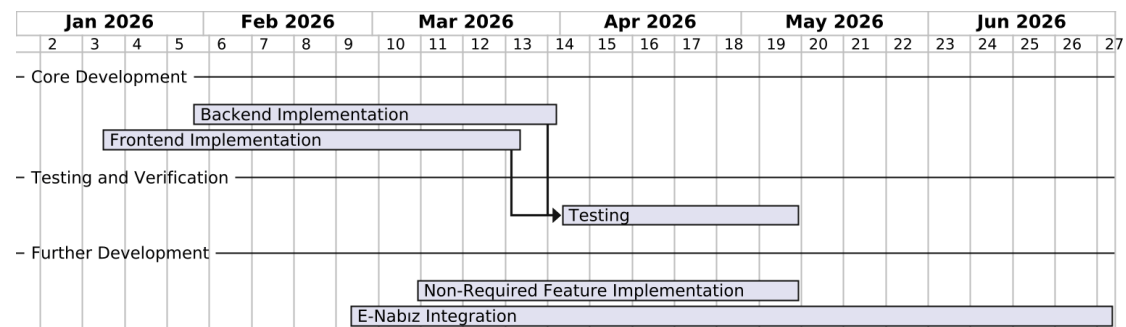 Jan 2026 Feb 2026 Mar 2026 Apr 2026 May 2026 Jun 2026
2 3 4 5 6 7 8 9 10 11 12 13 14 15 16 17 18 19 20 21 22 23 24 25 26 27
Core Development
Backend Implementation
Frontend Implementation
Testing and Verification
Testing
Further Development
Non-Required Feature Implementation
E-Nabız Integration